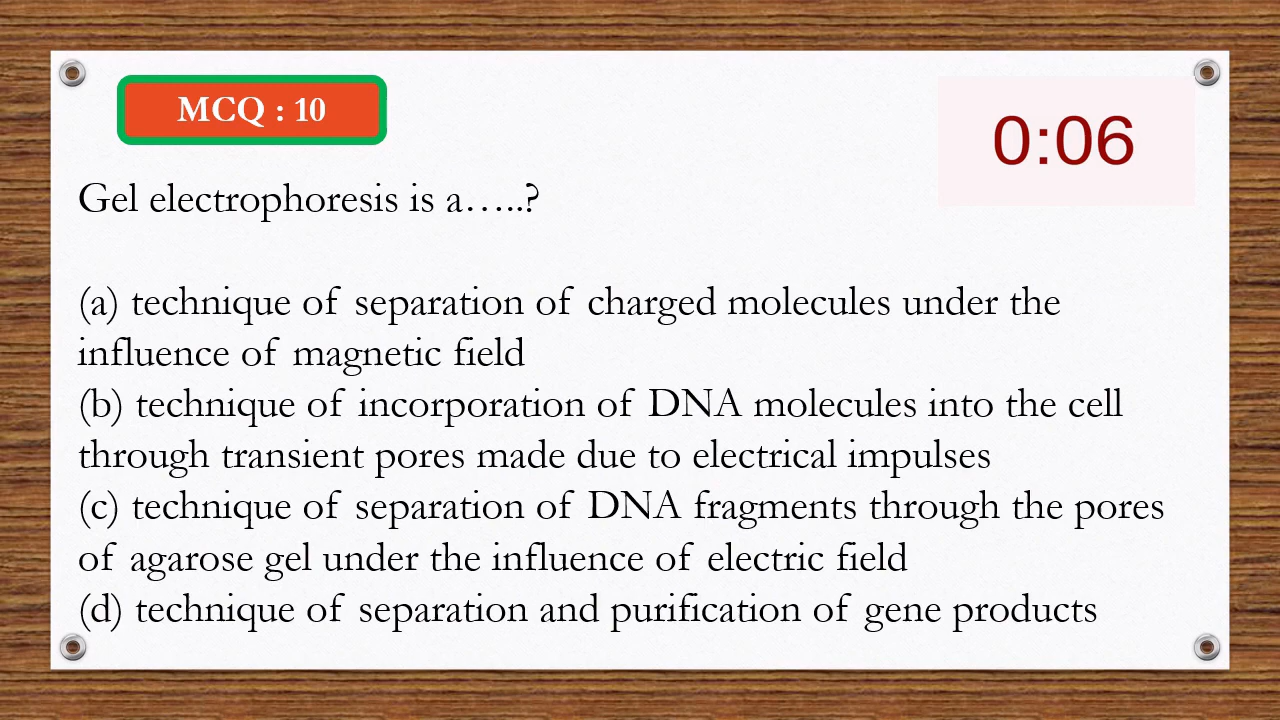 MCQ : 10
0:06
Gel electrophoresis is a…..?
(a) technique of separation of charged molecules under the
influence of magnetic field
(b) technique of incorporation of DNA molecules into the cell
through transient pores made due to electrical impulses
(c) technique of separation of DNA fragments through the pores
of agarose gel under the influence of electric field
(d) technique of separation and purification of gene products